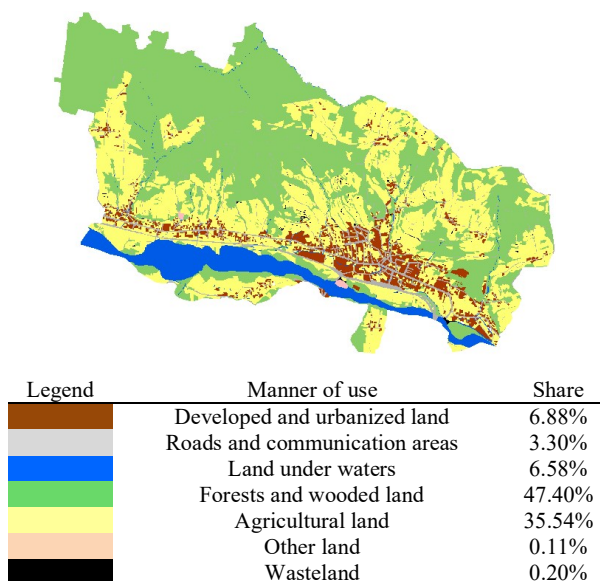 Legend Manner of use Share
Developed and urbanized land 6.88%
Roads and communication areas 3.30%
Land under waters 6.58%
Forests and wooded land 47.40%
Agricultural land 35.54%
Other land 0.11%
Wasteland 0.20%